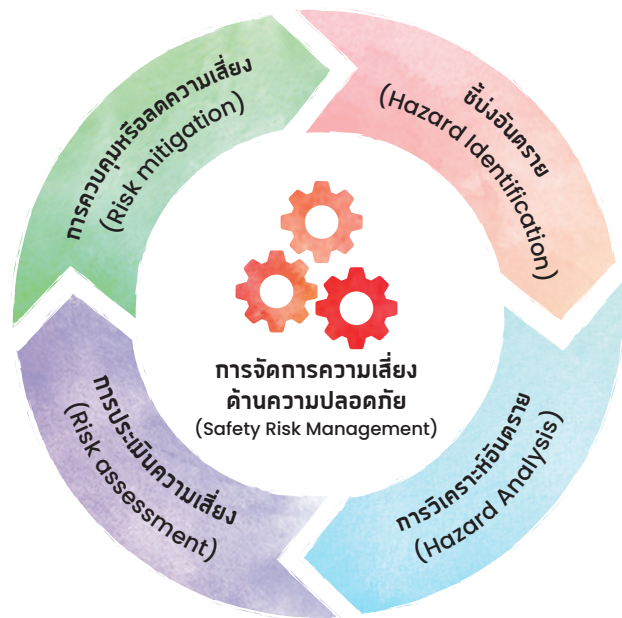 การจัดการความเสี่ยง
ด้านความปลอดภัย
(Safety Risk Management)
ชี้บ่งอันตราย
(Hazard Identification)
การวิเคราะห์อันตราย
(Hazard Analysis)
การประเมินความเสี่ยง
(Risk assessment)
การควบคุมหรือลดความเสี่ยง
(Risk mitigation)